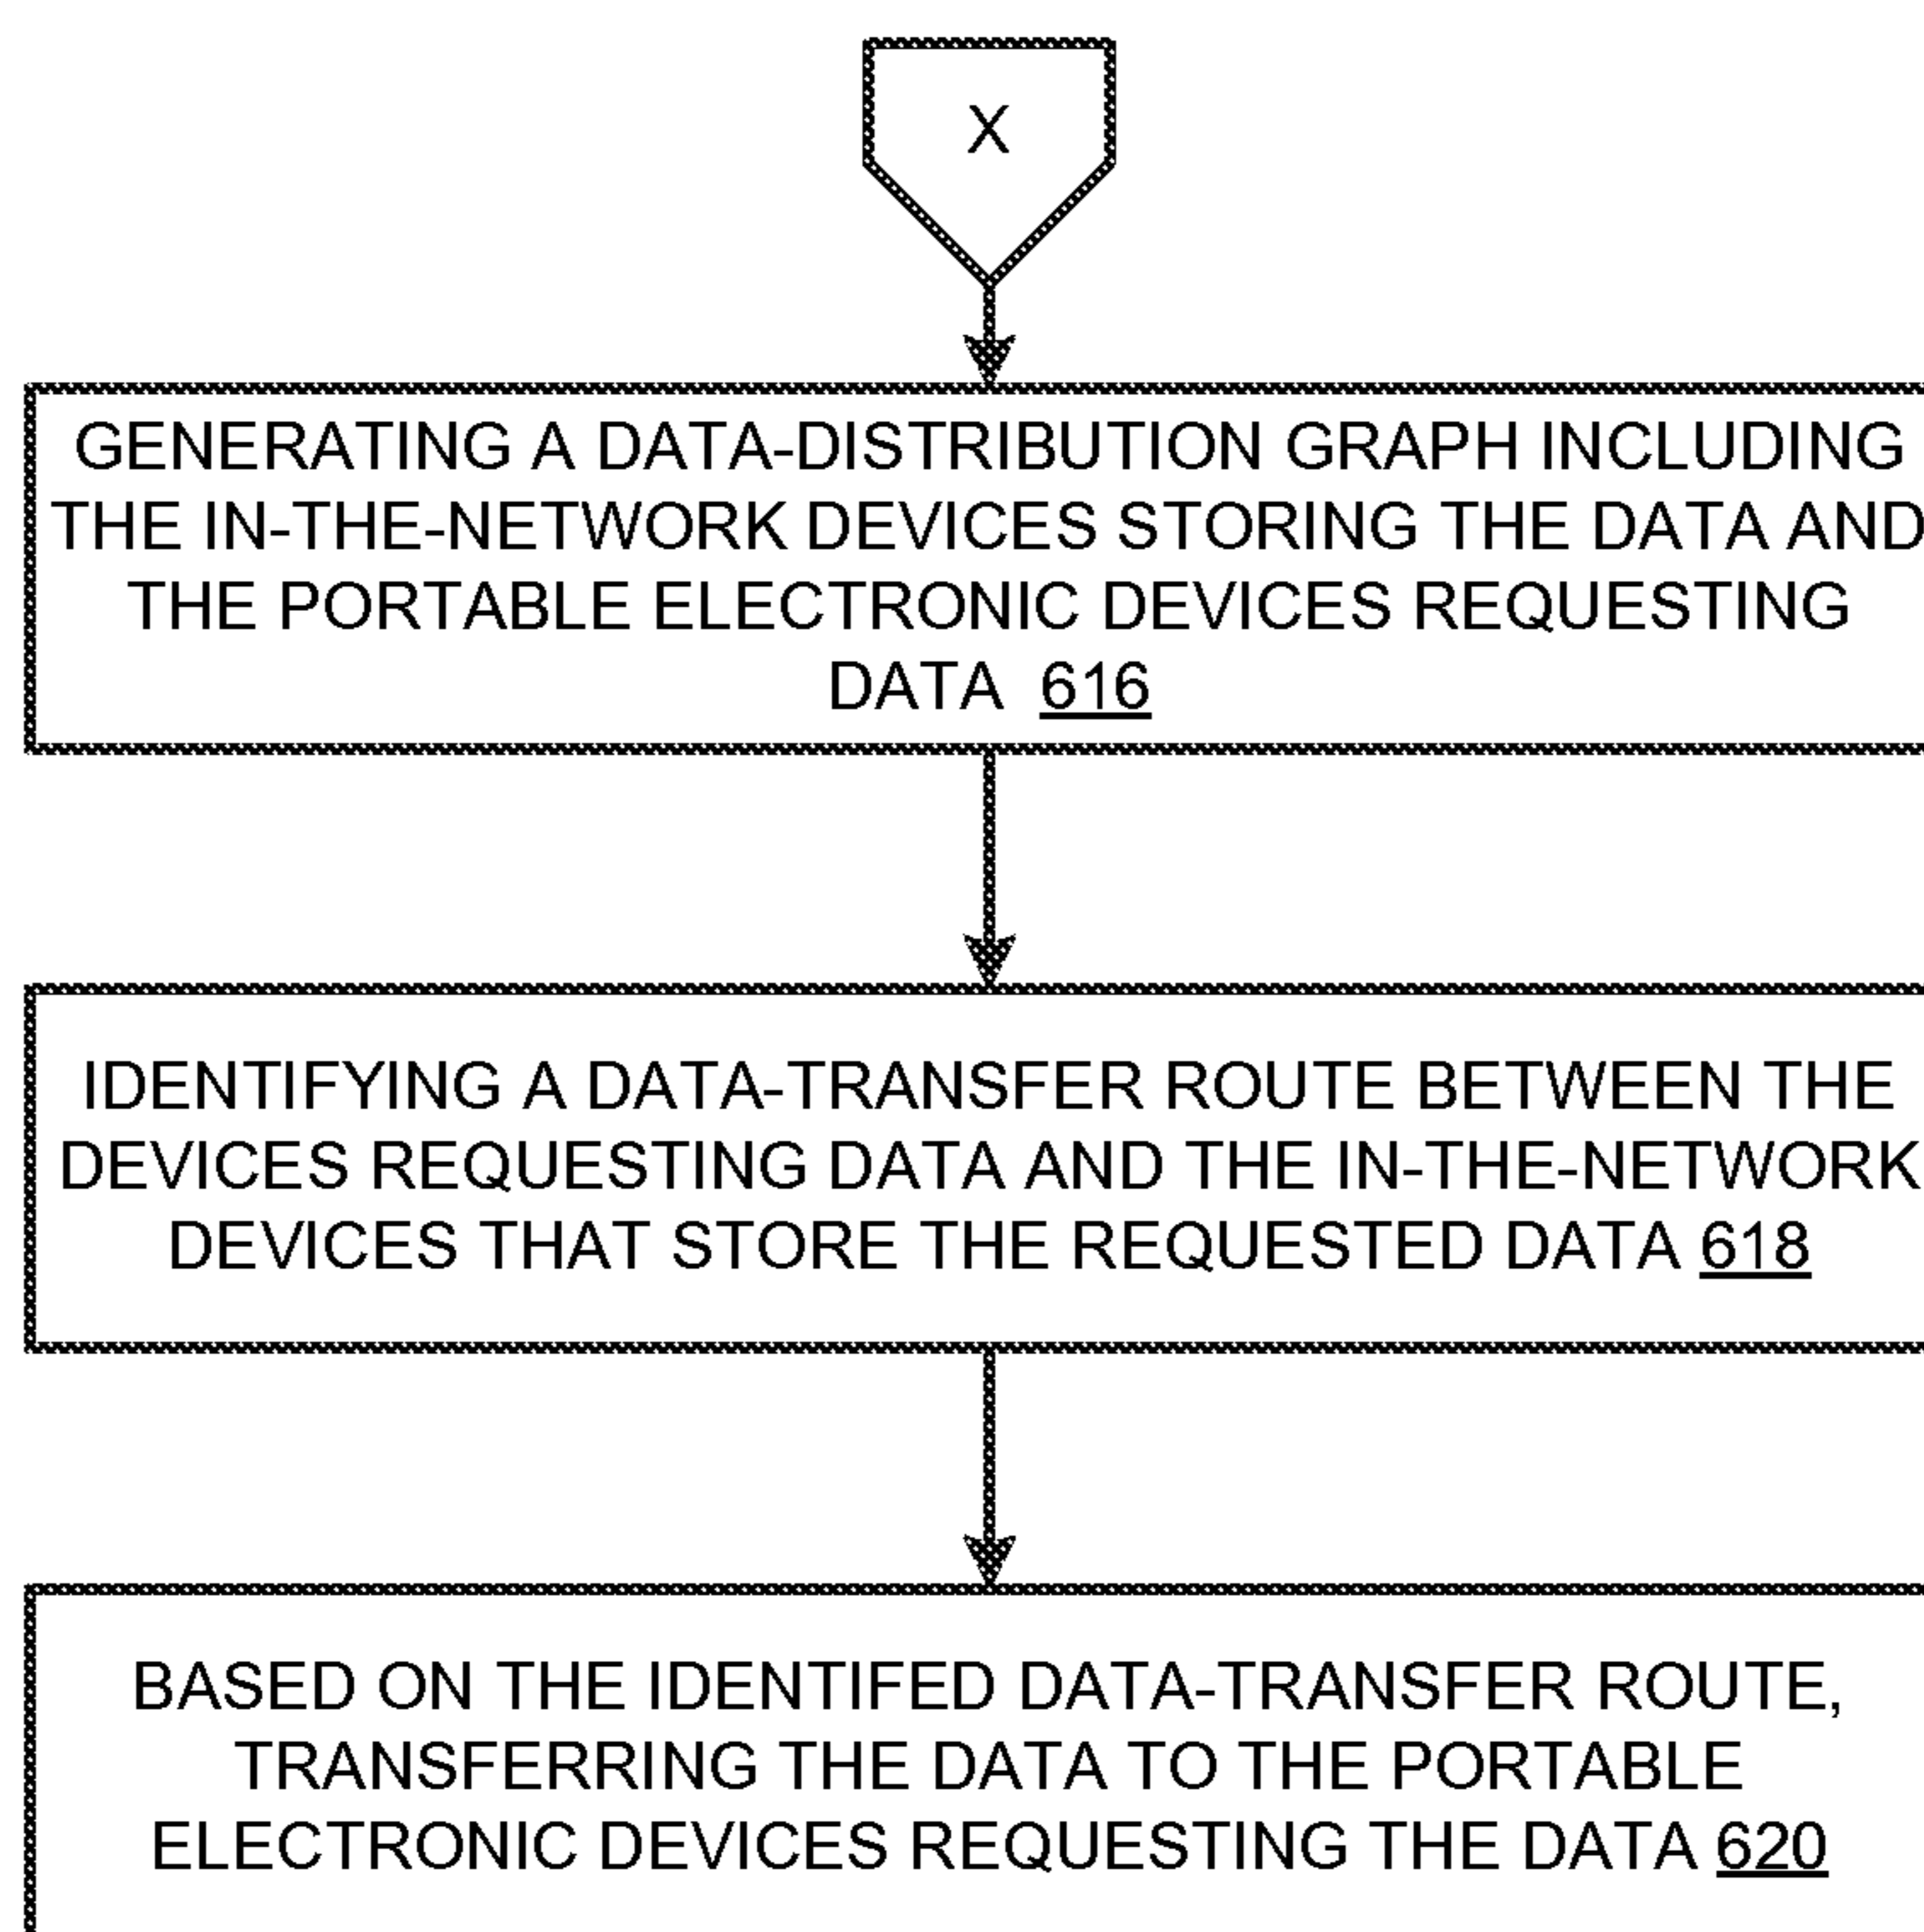 X
GENERATING A DATA-DISTRIBUTION GRAPH INCLUDING
THE IN-THE-NETWORK DEVICES STORING THE DATA AND
THE PORTABLE ELECTRONIC DEVICES REQUESTING
DATA 616
IDENTIFYING A DATA-TRANSFER ROUTE BETWEEN THE
DEVICES REQUESTING DATA AND THE IN-THE-NETWORK
DEVICES THAT STORE THE REQUESTED DATA 618
BASED ON THE IDENTIFED DATA-TRANSFER ROUTE,
TRANSFERRING THE DATA TO THE PORTABLE
ELECTRONIC DEVICES REQUESTING THE DATA 620